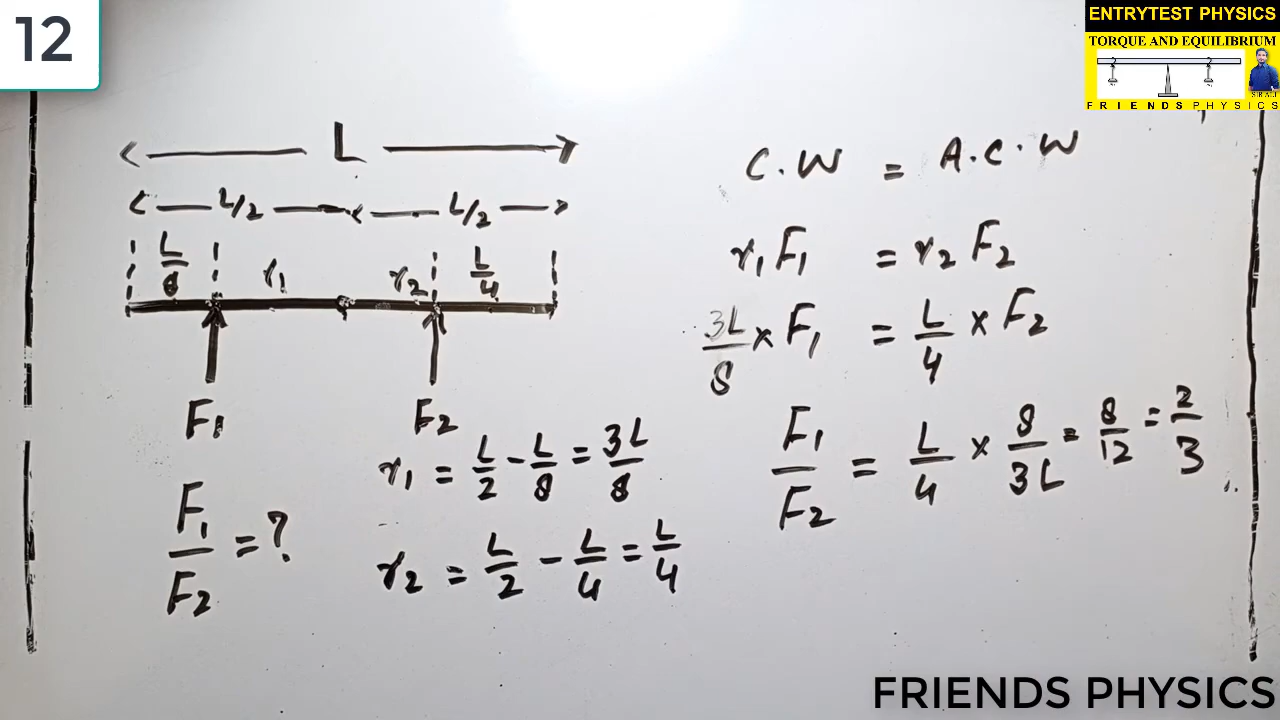 12
ENTRYTEST PHYSICS
TORQUE AND EQUILIBRIUM
SIR ALI
FRIENDS PHYSICS
L
L/2 L/2
L/8 r₁ r₂ L/4
F₁ F₂
F₁/F₂ = ?
r₁ = L/2 - L/8 = 3L/8
r₂ = L/2 - L/4 = L/4
C.W = A.C.W
r₁F₁ = r₂F₂
3L/8 × F₁ = L/4 × F₂
F₁/F₂ = L/4 × 8/3L = 8/12 = 2/3
FRIENDS PHYSICS